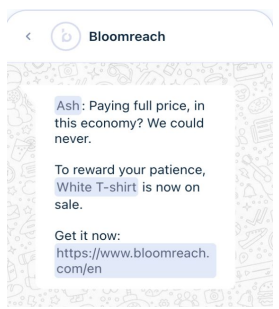 Bloomreach
Ash: Paying full price, in
this economy? We could
never.
To reward your patience,
White T-shirt is now on
sale.
Get it now:
https://www.bloomreach.
com/en